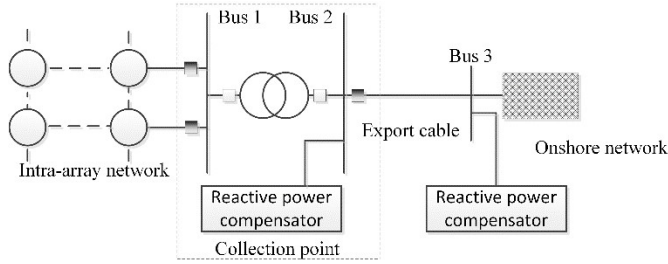 Bus 1
Bus 2
Bus 3
Export cable
Onshore network
Intra-array network
Reactive power
compensator
Reactive power
compensator
Collection point